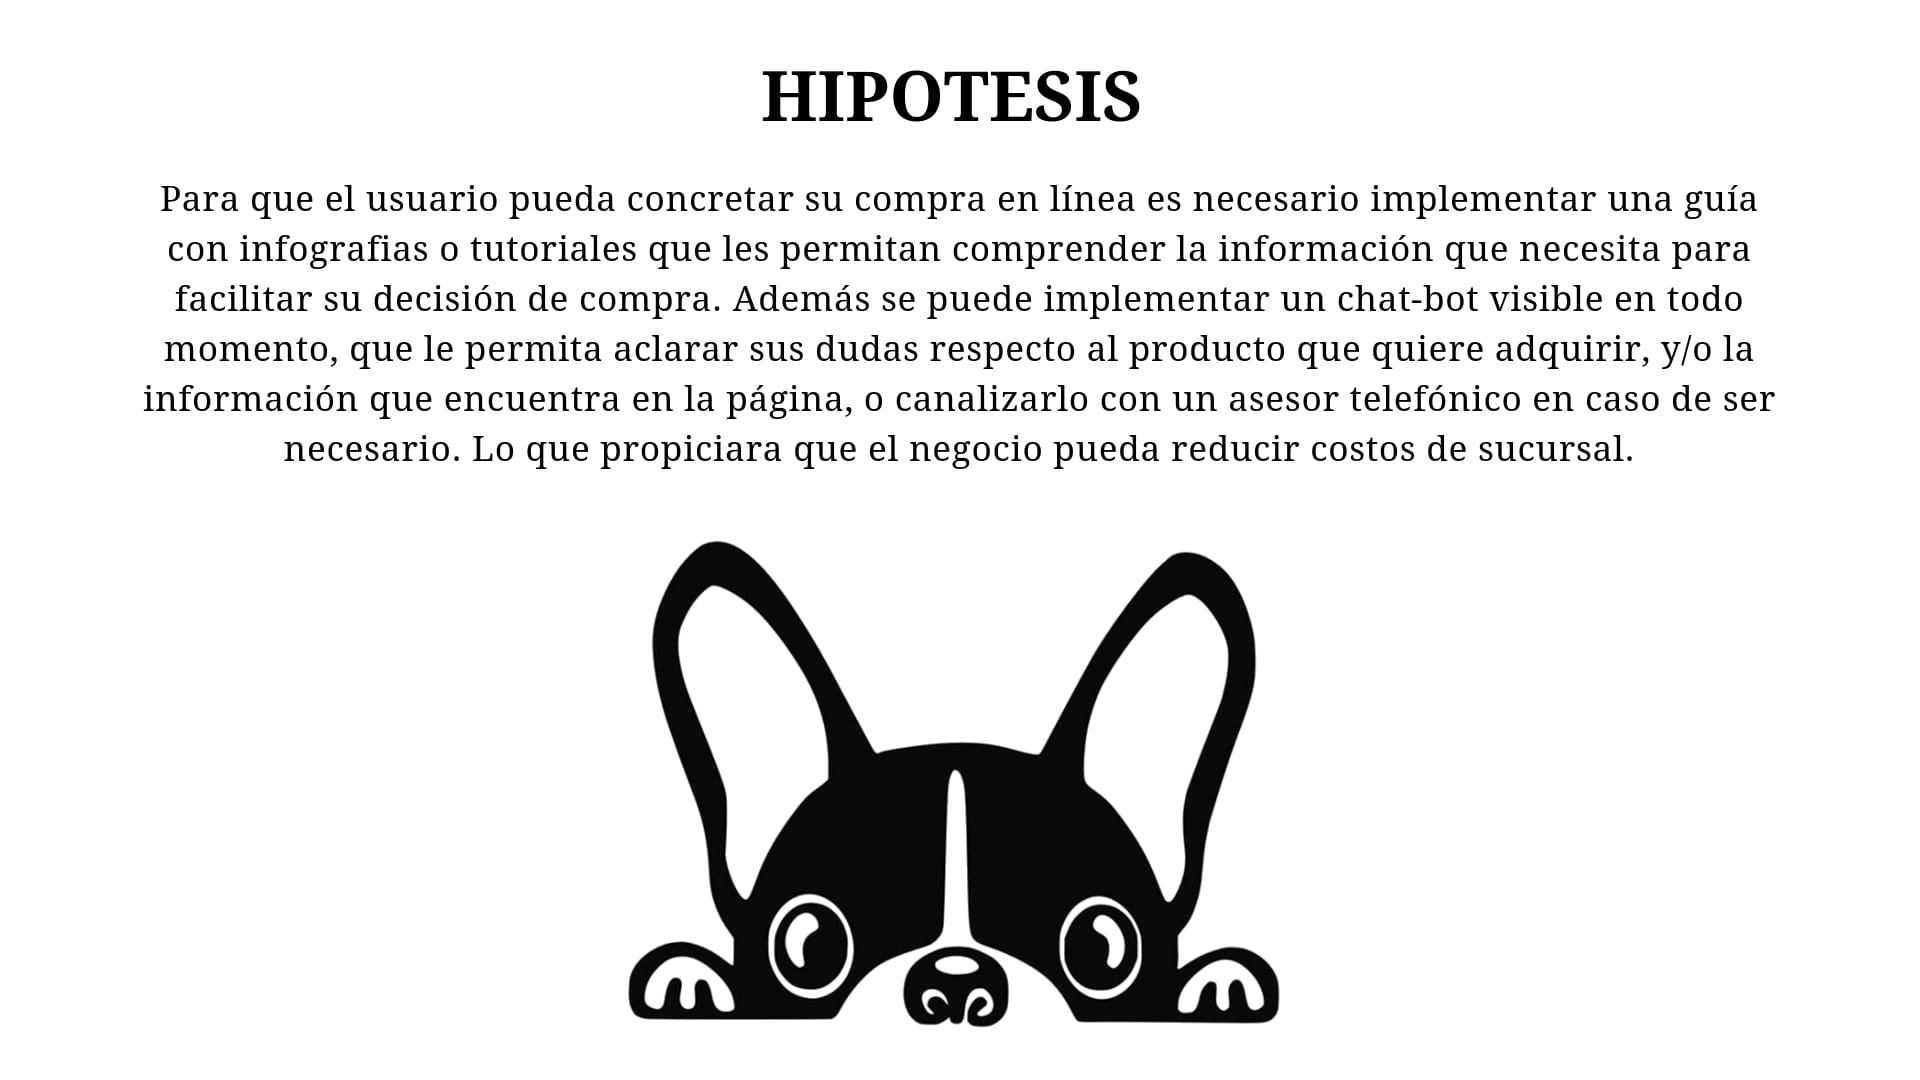 HIPOTESIS
Para que el usuario pueda concretar su compra en línea es necesario implementar una guía
con infografias o tutoriales que les permitan comprender la información que necesita para
facilitar su decisión de compra. Además se puede implementar un chat-bot visible en todo
momento, que le permita aclarar sus dudas respecto al producto que quiere adquirir, y/o la
información que encuentra en la página, o canalizarlo con un asesor telefónico en caso de ser
necesario. Lo que propiciara que el negocio pueda reducir costos de sucursal.